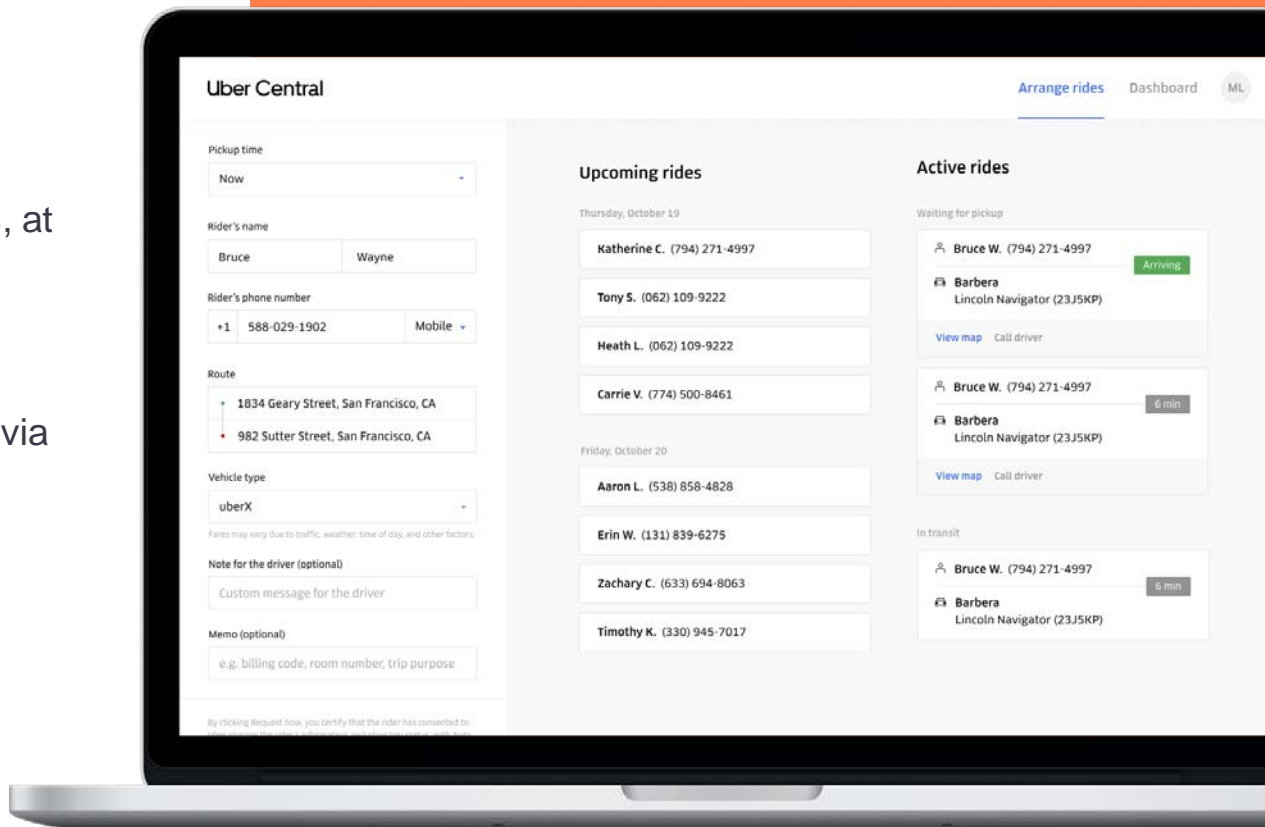 , at
via
Uber Central
Arrange rides
Dashboard
ML
Pickup time
Now
Rider's name
Bruce
Wayne
Rider's phone number
+1
588-029-1902
Mobile
Route
1834 Geary Street, San Francisco, CA
982 Sutter Street, San Francisco, CA
Vehicle type
uberX
Fares may vary due to traffic, weather, time of day, and other factors.
Note for the driver (optional)
Custom message for the driver
Memo (optional)
e.g. billing code, room number, trip purpose
By clicking Request now, you certify that the rider has consented to
Upcoming rides
Thursday, October 19
Katherine C. (794) 271-4997
Tony S. (062) 109-9222
Heath L. (062) 109-9222
Carrie V. (774) 500-8461
Friday, October 20
Aaron L. (538) 858-4828
Erin W. (131) 839-6275
Zachary C. (633) 694-8063
Timothy K. (330) 945-7017
Active rides
Waiting for pickup
Bruce W. (794) 271-4997
Arriving
Barbera
Lincoln Navigator (23J5KP)
View map Call driver
Bruce W. (794) 271-4997
6 min
Barbera
Lincoln Navigator (23J5KP)
View map Call driver
In transit
Bruce W. (794) 271-4997
6 min
Barbera
Lincoln Navigator (23J5KP)